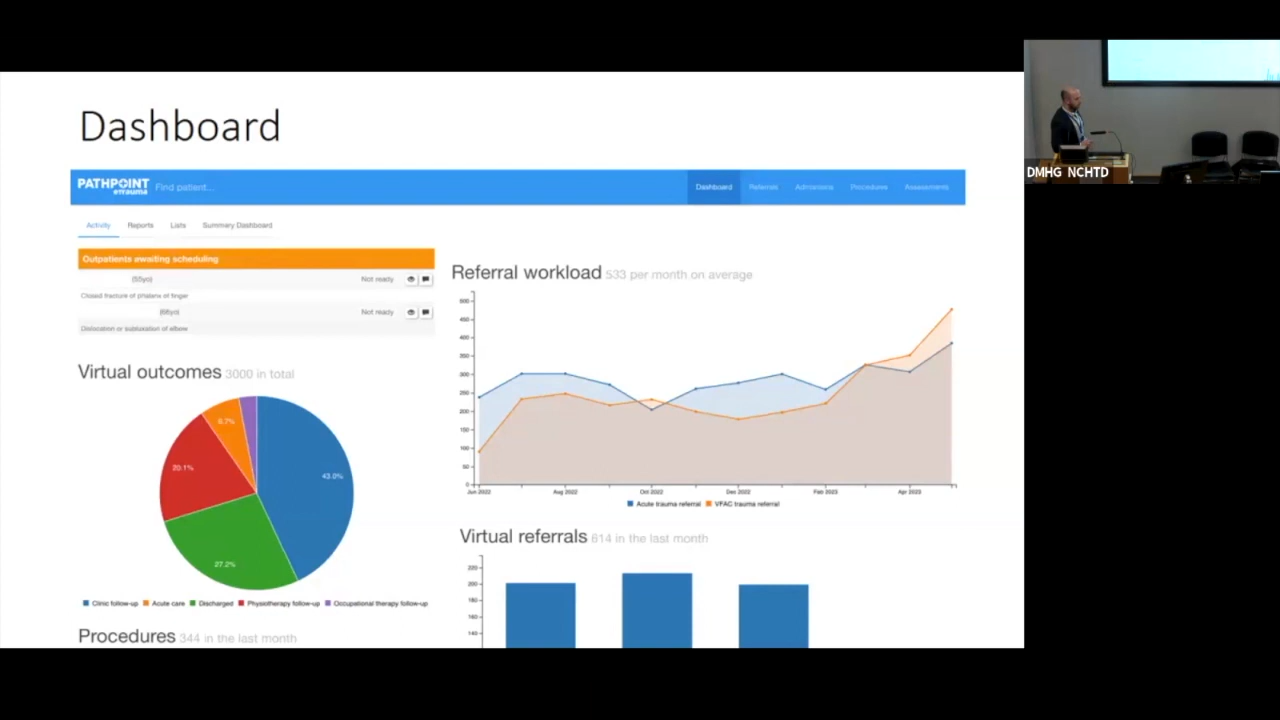 Dashboard
DMHG NCHTD
PATHPOINT
eTrauma
Find patient...
Dashboard
Referrals
Admissions
Procedures
Assessments
Activity
Reports
Lists
Summary Dashboard
Outpatients awaiting scheduling
(55yo)
Not ready
Closed fracture of phalanx of finger
Not ready
Dislocation or subluxation of elbow
Virtual outcomes 3000 in total
43.0%
27.2%
20.1%
Clinic follow-up
Acute care
Discharged
Physiotherapy follow-up
Occupational therapy follow-up
Procedures 344 in the last month
Referral workload 533 per month on average
500
450
400
350
300
250
200
150
100
50
0
Jun 2022
Aug 2022
Oct 2022
Dec 2022
Feb 2023
Apr 2023
Acute trauma referral
VFAC trauma referral
Virtual referrals 614 in the last month
220
200
180
160
140